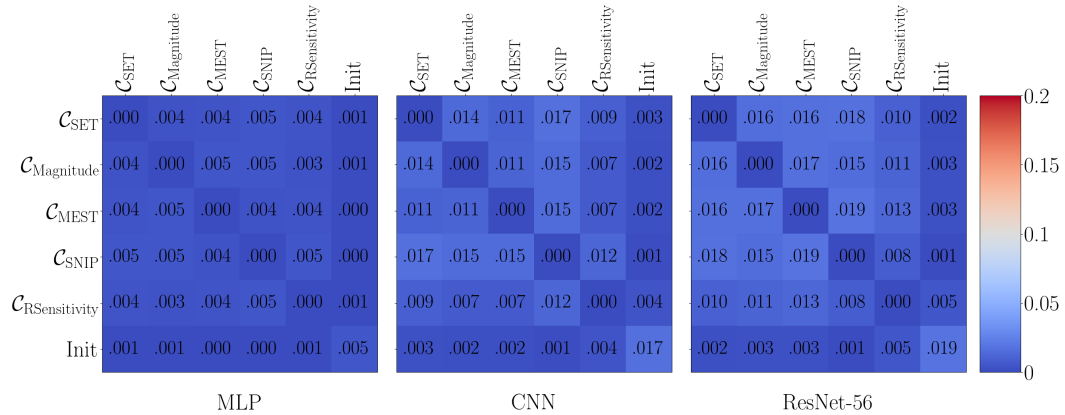 C_SET C_Magnitude C_MEST C_SNIP C_RSensitivity Init C_SET C_Magnitude C_MEST C_SNIP C_RSensitivity Init C_SET C_Magnitude C_MEST C_SNIP C_RSensitivity Init
C_SET .000 .004 .004 .005 .004 .001 .000 .014 .011 .017 .009 .003 .000 .016 .016 .018 .010 .002 0.2
C_Magnitude .004 .000 .005 .005 .003 .001 .014 .000 .011 .015 .007 .002 .016 .000 .017 .015 .011 .003 0.15
C_MEST .004 .005 .000 .004 .004 .000 .011 .011 .000 .015 .007 .002 .016 .017 .000 .019 .013 .003 0.1
C_SNIP .005 .005 .004 .000 .005 .000 .017 .015 .015 .000 .012 .001 .018 .015 .019 .000 .008 .001
C_RSensitivity .004 .003 .004 .005 .000 .001 .009 .007 .007 .012 .000 .004 .010 .011 .013 .008 .000 .005 0.05
Init .001 .001 .000 .000 .001 .005 .003 .002 .002 .001 .004 .017 .002 .003 .003 .001 .005 .019 0
MLP CNN ResNet-56